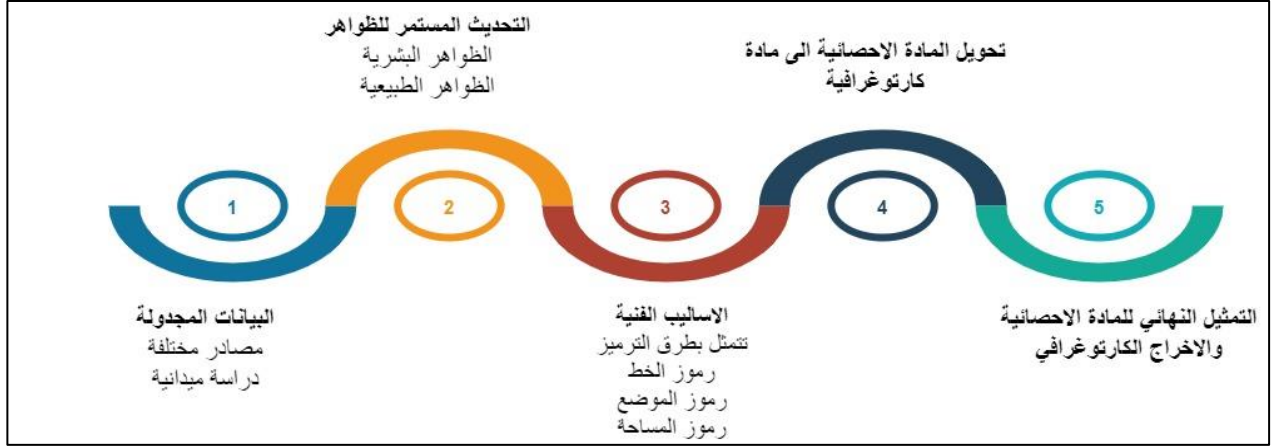 1
البيانات المجدولة
مصادر مختلفة
دراسة ميدانية
2
التحديث المستمر للظواهر
الظواهر البشرية
الظواهر الطبيعية
3
الاساليب الفنية
تتمثل بطرق الترميز
رموز الخط
رموز الموضع
رموز المساحة
4
تحويل المادة الاحصائية الى مادة
كارتوغرافية
5
التمثيل النهائي للمادة الاحصائية
والاخراج الكارتوغرافي